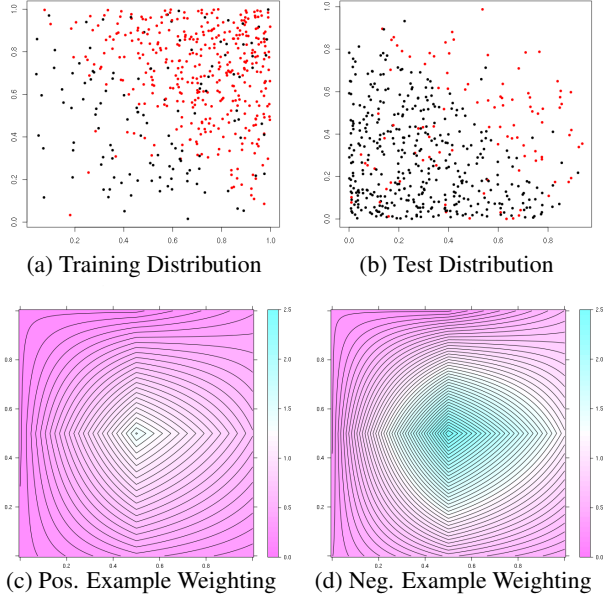 0.0 0.2 0.4 0.6 0.8 1.0
0.2 0.4 0.6 0.8 1.0
(a) Training Distribution
0.0 0.2 0.4 0.6 0.8 1.0
0.0 0.2 0.4 0.6 0.8
(b) Test Distribution
0.2 0.4 0.6 0.8
0.2 0.4 0.6 0.8
0.0 0.5 1.0 1.5 2.0 2.5
(c) Pos. Example Weighting
0.2 0.4 0.6 0.8
0.2 0.4 0.6 0.8
0.0 0.5 1.0 1.5 2.0 2.5
(d) Neg. Example Weighting